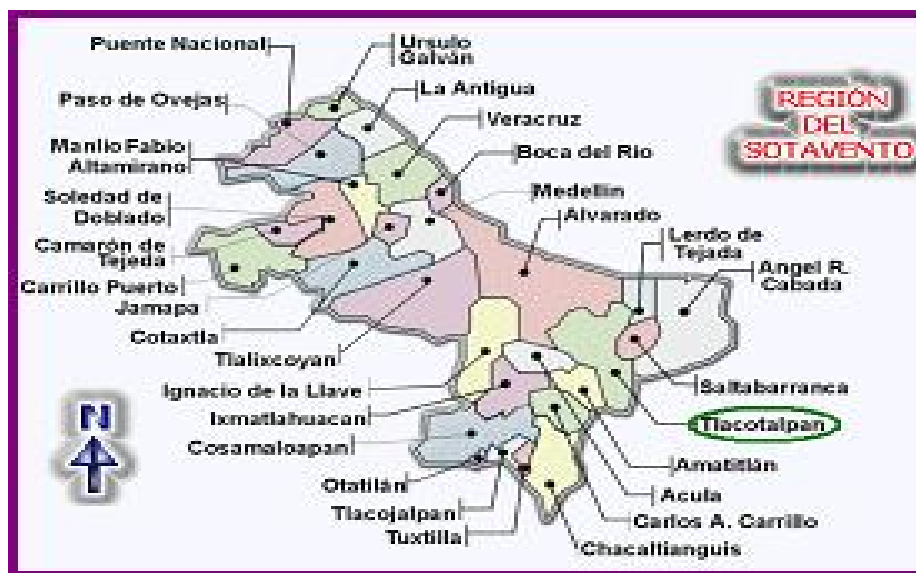 Puente Nacional
Ursulo
Galván
Paso de Ovejas
La Antigua
REGIÓN
DEL
SOTAVENTO
Manlio Fabio
Altamirano
Veracruz
Boca del Rio
Soledad de
Doblado
Medellin
Alvarado
Camarón de
Tejeda
Lerdo de
Tejada
Angel R.
Cabada
Carrillo Puerto
Jamapa
Cotaxtla
Tlalixcoyan
Ignacio de la Llave
Saltabarranca
Ixmatlahuacan
Tlacotalpan
Cosamaloapan
Amatitlán
Otatilán
Acula
Tlacojalpan
Carlos A. Carrillo
Tuxtilla
Chacaltianguis
N